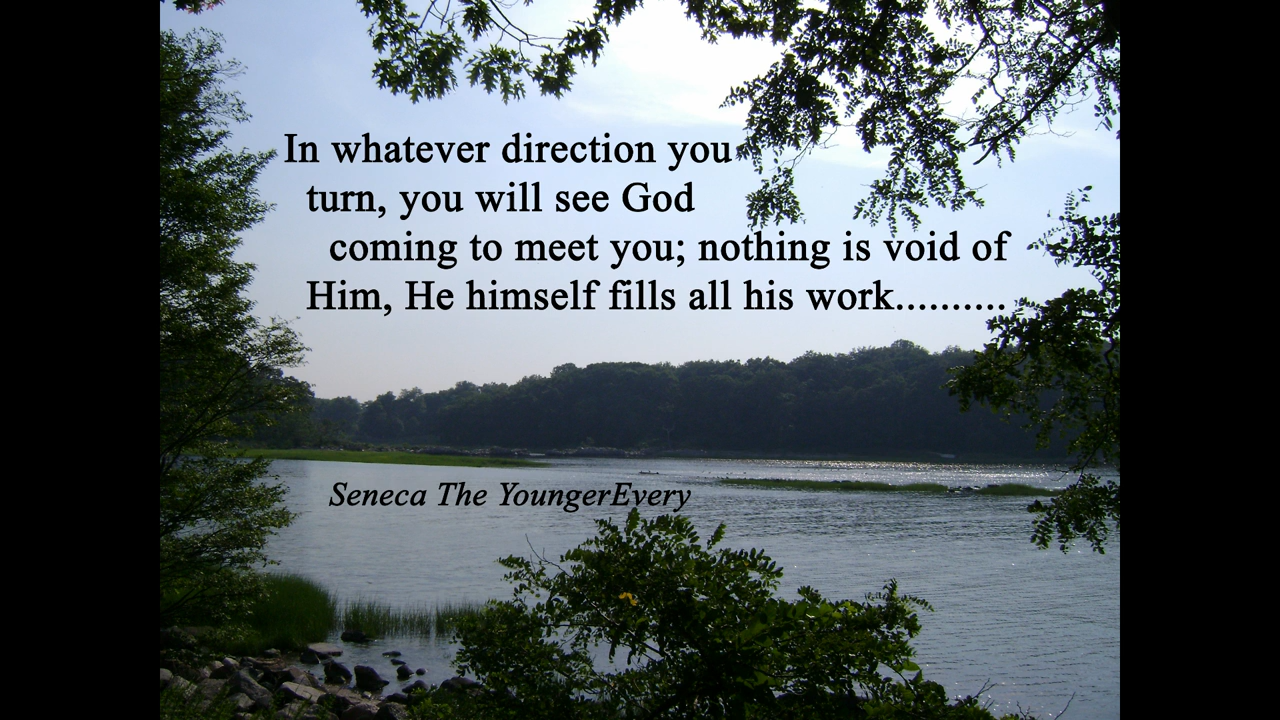 In whatever direction you
turn, you will see God
coming to meet you; nothing is void of
Him, He himself fills all his work..........
Seneca The YoungerEvery